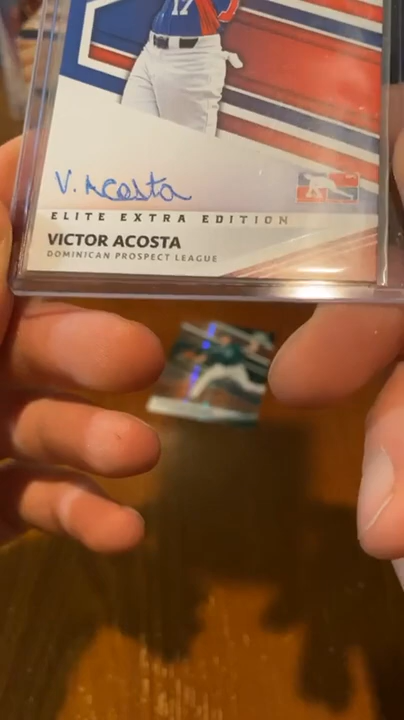 17
V. Acosta
ELITE EXTRA EDITION
VICTOR ACOSTA
DOMINICAN PROSPECT LEAGUE